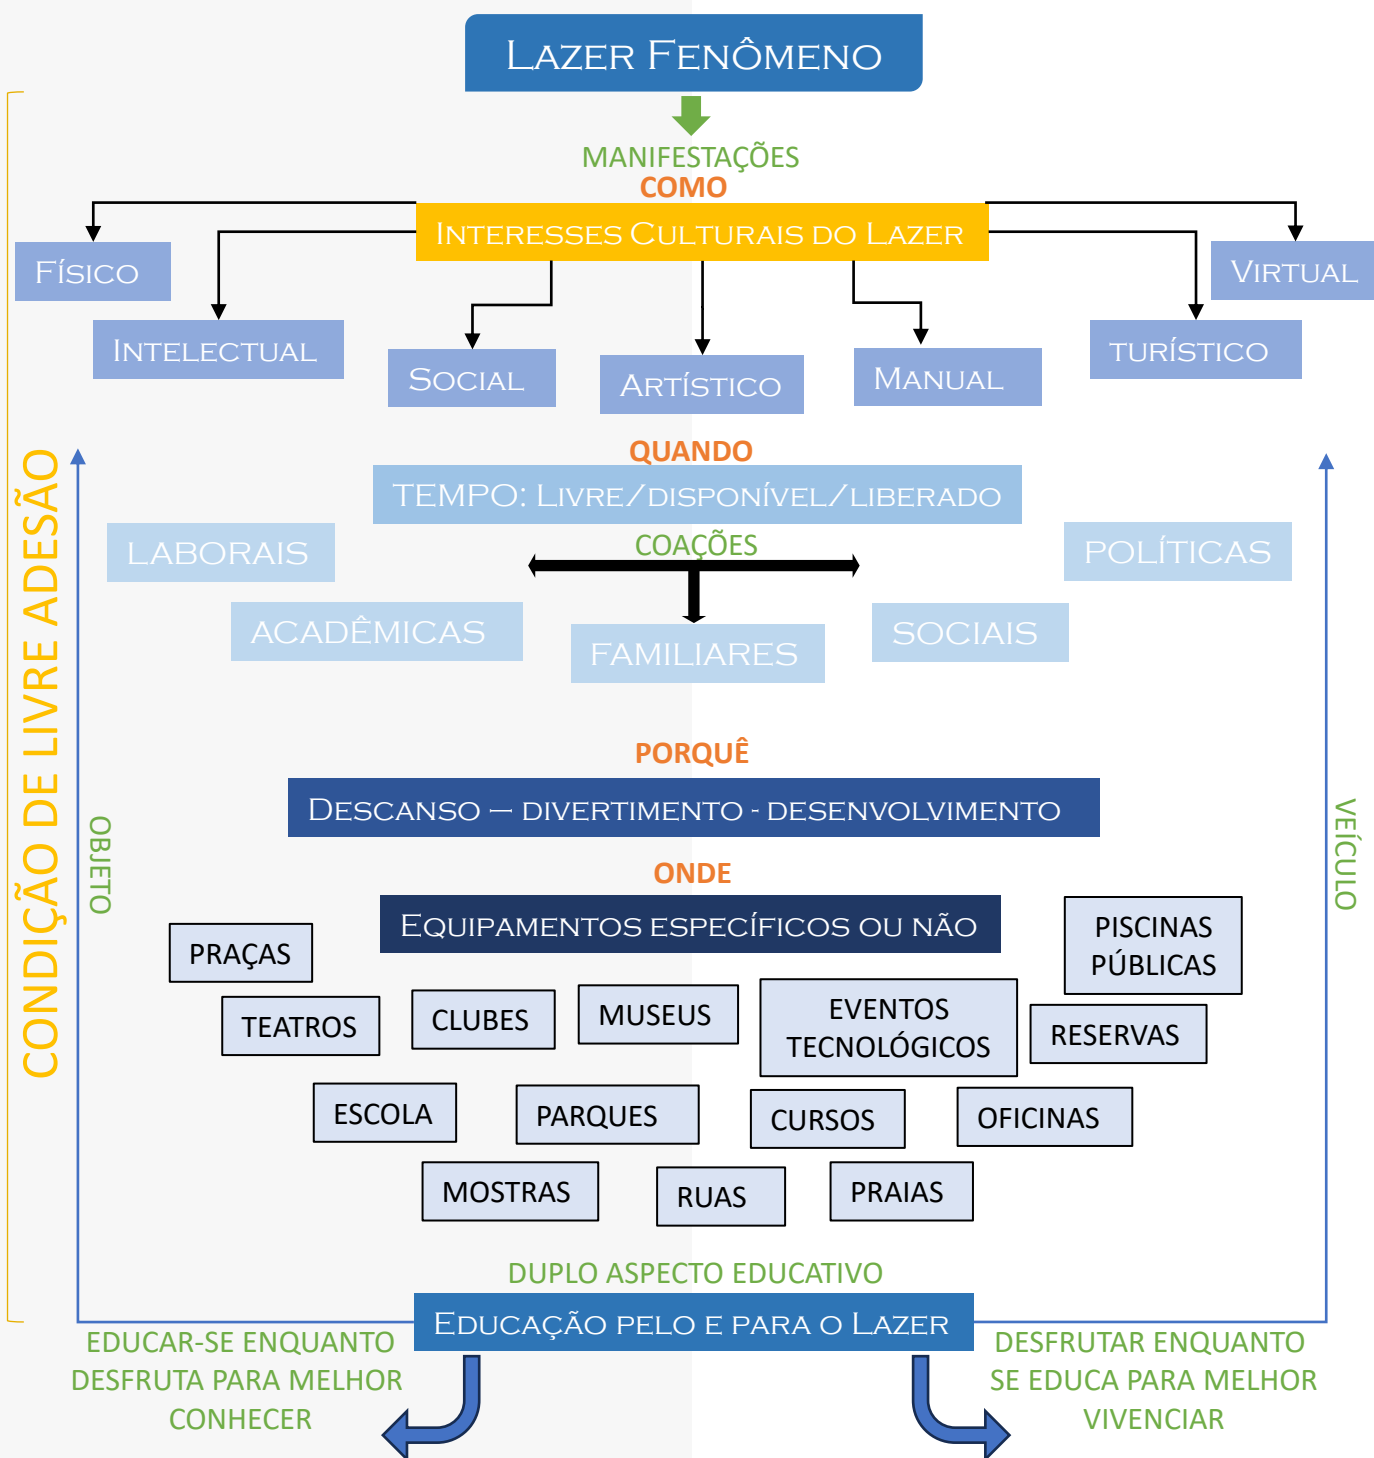 Lazer Fenômeno
MANIFESTAÇÕES
COMO
Interesses Culturais do Lazer
Físico
Virtual
Intelectual
turístico
Social
Artístico
Manual
QUANDO
TEMPO: Livre/disponível/liberado
COAÇÕES
LABORAIS
POLÍTICAS
ACADÊMICAS
FAMILIARES
SOCIAIS
CONDIÇÃO DE LIVRE ADESÃO
PORQUÊ
Descanso – divertimento - desenvolvimento
OBJETO
VEÍCULO
ONDE
Equipamentos específicos ou não
PRAÇAS
PISCINAS
PÚBLICAS
TEATROS
CLUBES
MUSEUS
EVENTOS
TECNOLÓGICOS
RESERVAS
ESCOLA
PARQUES
CURSOS
OFICINAS
MOSTRAS
RUAS
PRAIAS
DUPLO ASPECTO EDUCATIVO
Educação pelo e para o Lazer
EDUCAR-SE ENQUANTO
DESFRUTA PARA MELHOR
CONHECER
DESFRUTAR ENQUANTO
SE EDUCA PARA MELHOR
VIVENCIAR